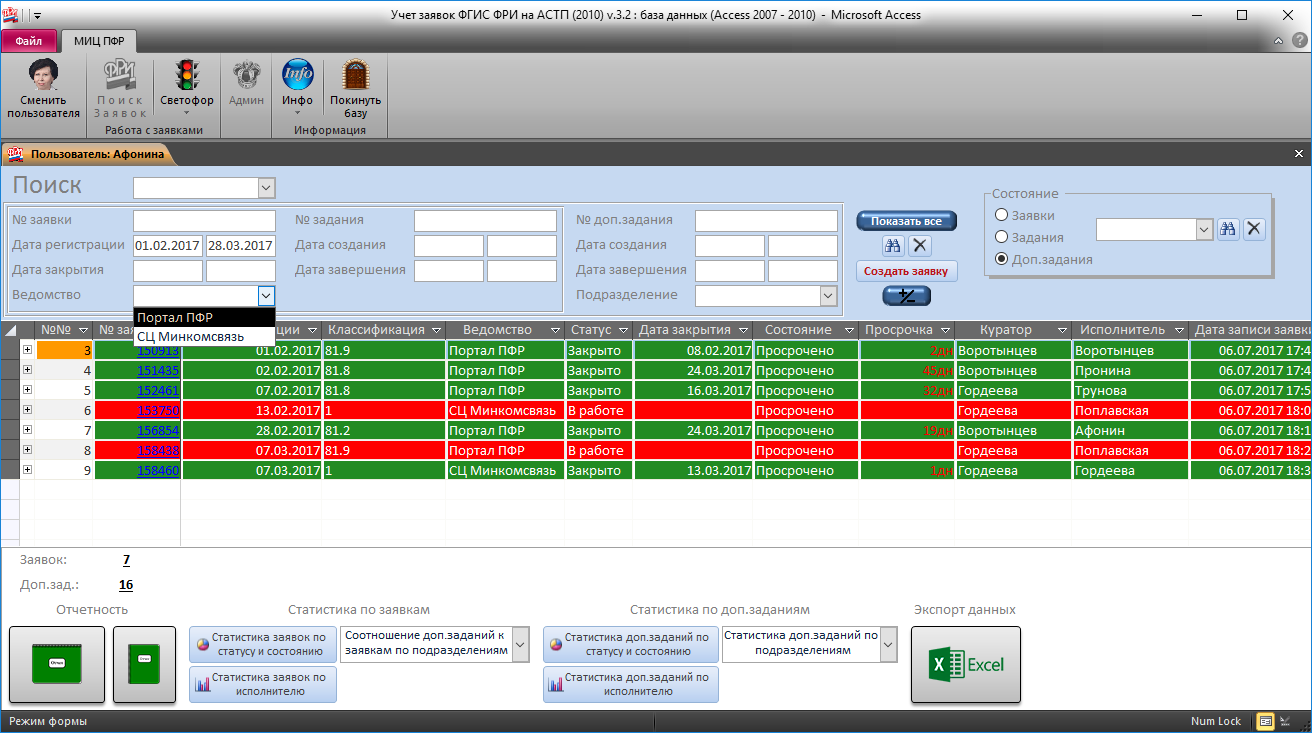 Учет заявок ФГИС ФРИ на АСТП (2010) v.3.2 : база данных (Access 2007 - 2010) - Microsoft Access
Файл МИЦ ПФР
Сменить пользователя
Поиск Заявок
Светофор
Админ
Инфо
Покинуть базу
Работа с заявками
Информация
Пользователь: Афонина
Поиск
№ заявки
Дата регистрации 01.02.2017 28.03.2017
Дата закрытия
Ведомство
Портал ПФР
СЦ Минкомсвязь
№ задания
Дата создания
Дата завершения
№ доп.задания
Дата создания
Дата завершения
Подразделение
Показать все
Создать заявку
Состояние
Заявки
Задания
Доп.задания
№№ № зая ции Классификация Ведомство Статус Дата закрытия Состояние Просрочка Куратор Исполнитель Дата записи заявки
3 150913 01.02.2017 81.9 Портал ПФР Закрыто 08.02.2017 Просрочено 2дн Воротынцев Воротынцев 06.07.2017 17:4
4 151435 02.02.2017 81.8 Портал ПФР Закрыто 24.03.2017 Просрочено 45дн Воротынцев Пронина 06.07.2017 17:4
5 152461 07.02.2017 81.8 Портал ПФР Закрыто 16.03.2017 Просрочено 32дн Гордеева Трунова 06.07.2017 17:5
6 153750 13.02.2017 1 СЦ Минкомсвязь В работе Просрочено Гордеева Поплавская 06.07.2017 18:0
7 156854 28.02.2017 81.2 Портал ПФР Закрыто 24.03.2017 Просрочено 19дн Воротынцев Афонин 06.07.2017 18:1
8 158438 07.03.2017 81.9 Портал ПФР В работе Просрочено Гордеева Поплавская 06.07.2017 18:2
9 158460 07.03.2017 1 СЦ Минкомсвязь Закрыто 13.03.2017 Просрочено 1дн Гордеева Гордеева 06.07.2017 18:3
Заявок: 7
Доп.зад.: 16
Отчетность
Статистика по заявкам
Статистика по доп.заданиям
Экспорт данных
Статистика заявок по
статусу и состоянию
Соотношение доп.заданий к
заявкам по подразделениям
Статистика доп.заданий по
статусу и состоянию
Статистика доп.заданий по
подразделениям
Excel
Статистика заявок по
исполнителю
Статистика доп.заданий по
исполнителю
Режим формы
Num Lock